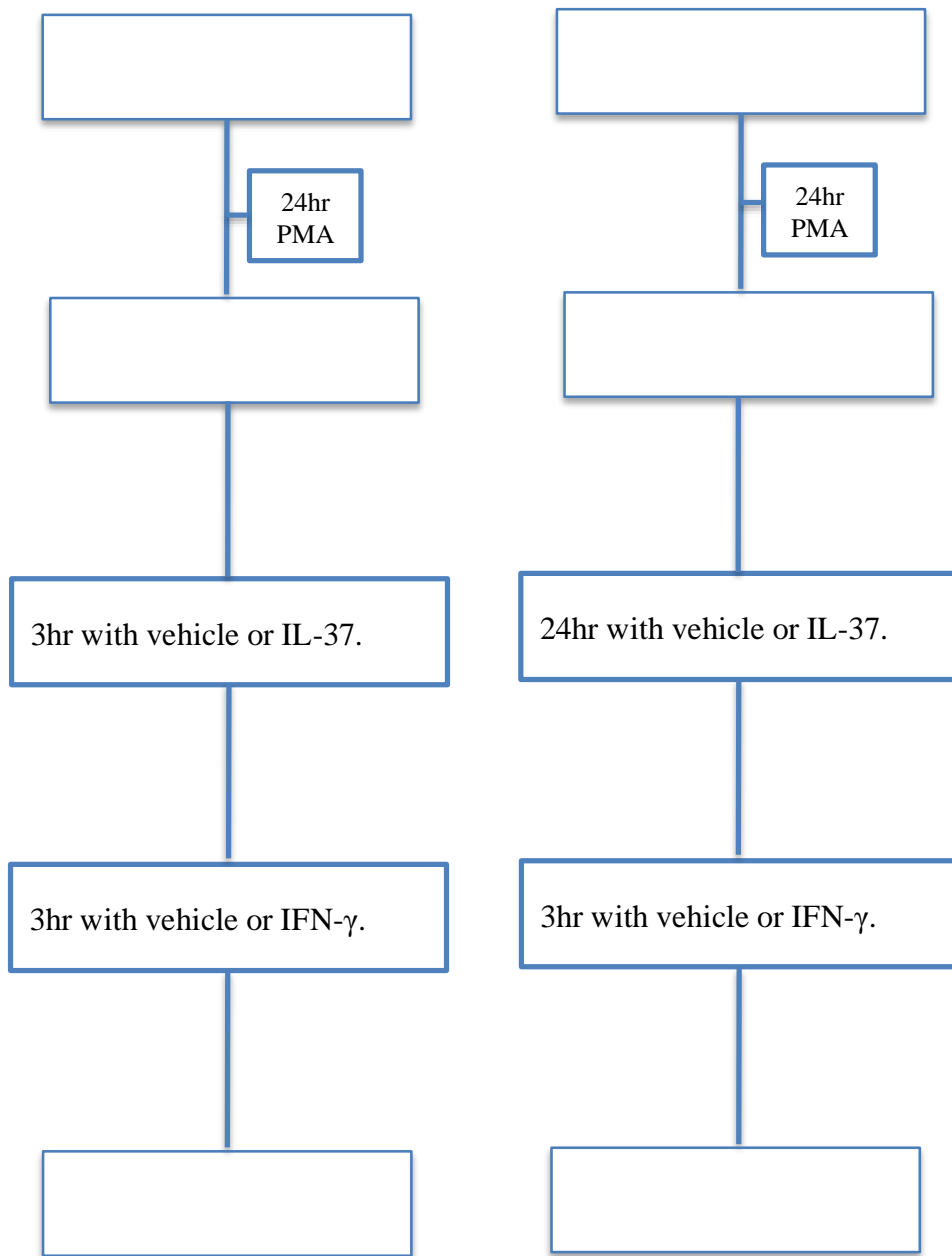 24hr
PMA
24hr
PMA
3hr with vehicle or IL-37.
24hr with vehicle or IL-37.
3hr with vehicle or IFN-γ.
3hr with vehicle or IFN-γ.